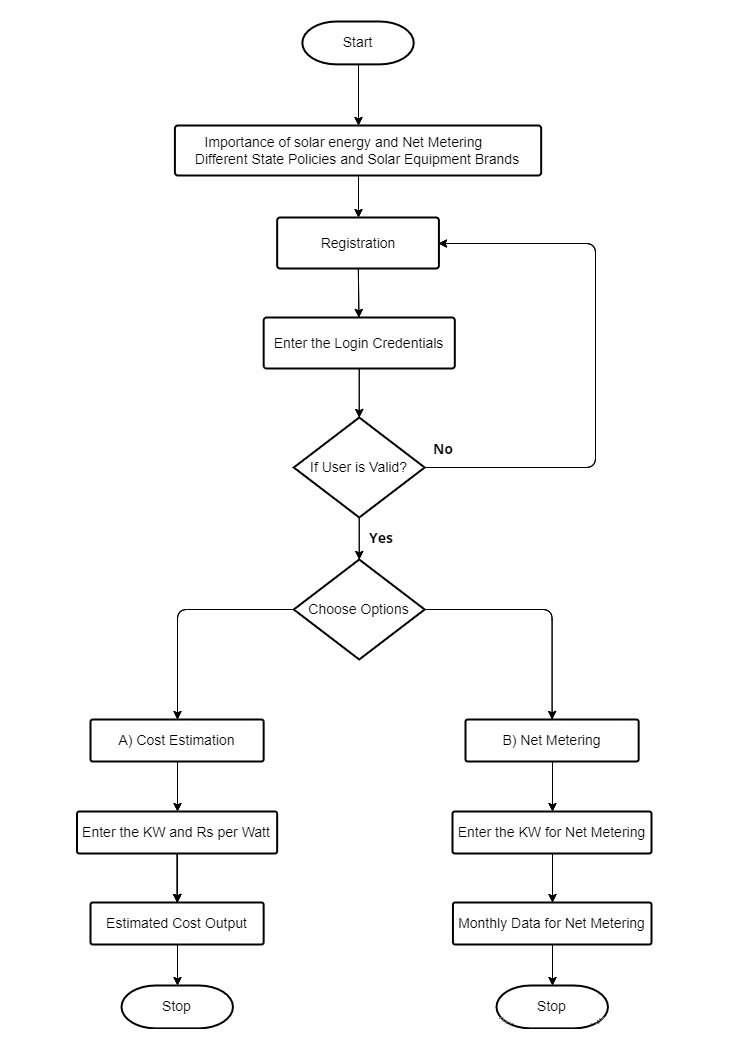 Start
Importance of solar energy and Net Metering
Different State Policies and Solar Equipment Brands
Registration
Enter the Login Credentials
If User is Valid?
No
Yes
Choose Options
A) Cost Estimation
B) Net Metering
Enter the KW and Rs per Watt
Enter the KW for Net Metering
Estimated Cost Output
Monthly Data for Net Metering
Stop
Stop